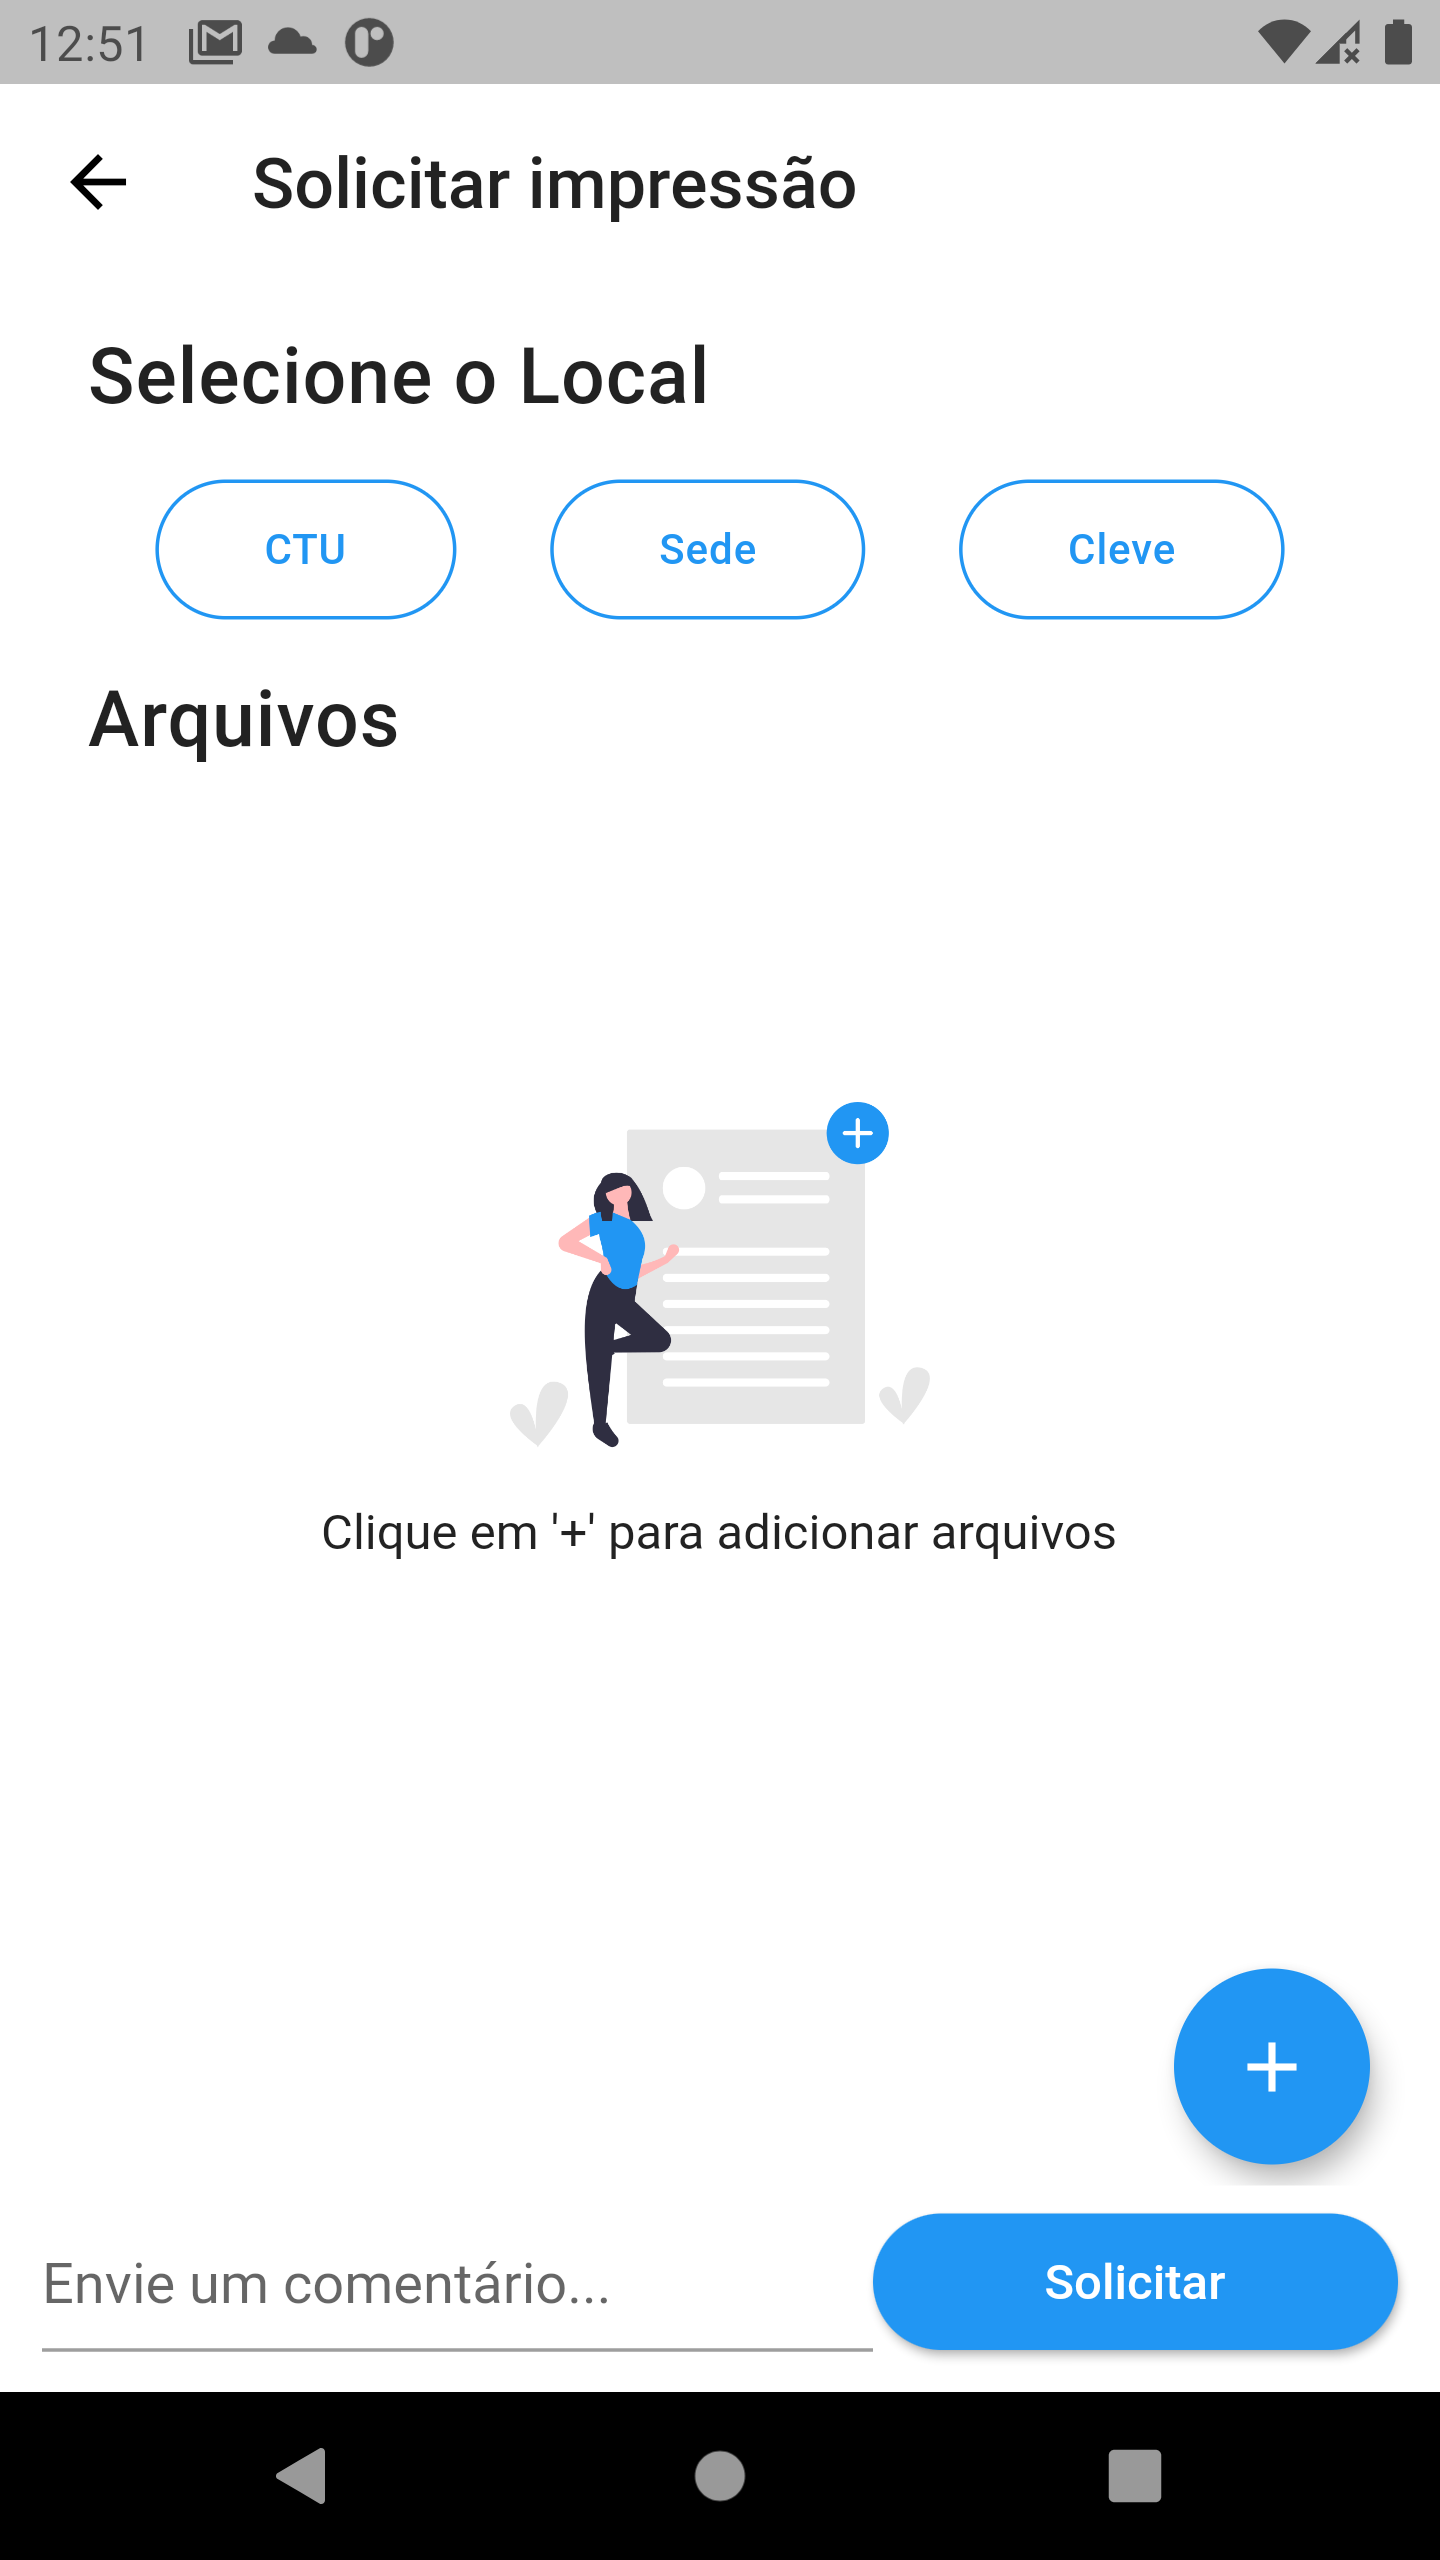 12:51
Solicitar impressão
Selecione o Local
CTU
Sede
Cleve
Arquivos
Clique em '+' para adicionar arquivos
Envie um comentário...
Solicitar